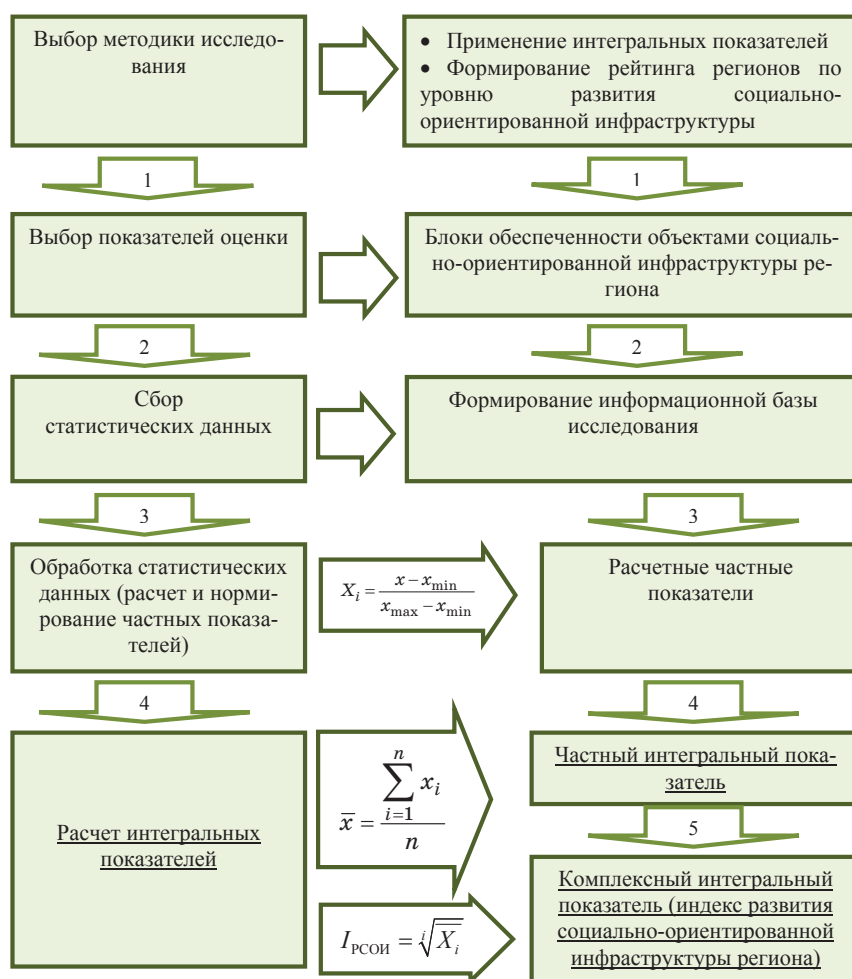 Выбор методики исследо-
вания
• Применение интегральных показателей
• Формирование рейтинга регионов по
уровню развития социально-
ориентированной инфраструктуры
1
1
Выбор показателей оценки
Блоки обеспеченности объектами социаль-
но-ориентированной инфраструктуры ре-
гиона
2
2
Сбор
статистических данных
Формирование информационной базы
исследования
3
3
Обработка статистических
данных (расчет и норми-
рование частных показа-
телей)
X_i = (x − x_min) / (x_max − x_min)
Расчетные частные
показатели
4
4
Расчет интегральных
показателей
x̄ = (∑_{i=1}^{n} x_i) / n
Частный интегральный пока-
затель
5
I_РСОИ = ⁱ√(X̄_i)
Комплексный интегральный
показатель (индекс развития
социально-ориентированной
инфраструктуры региона)